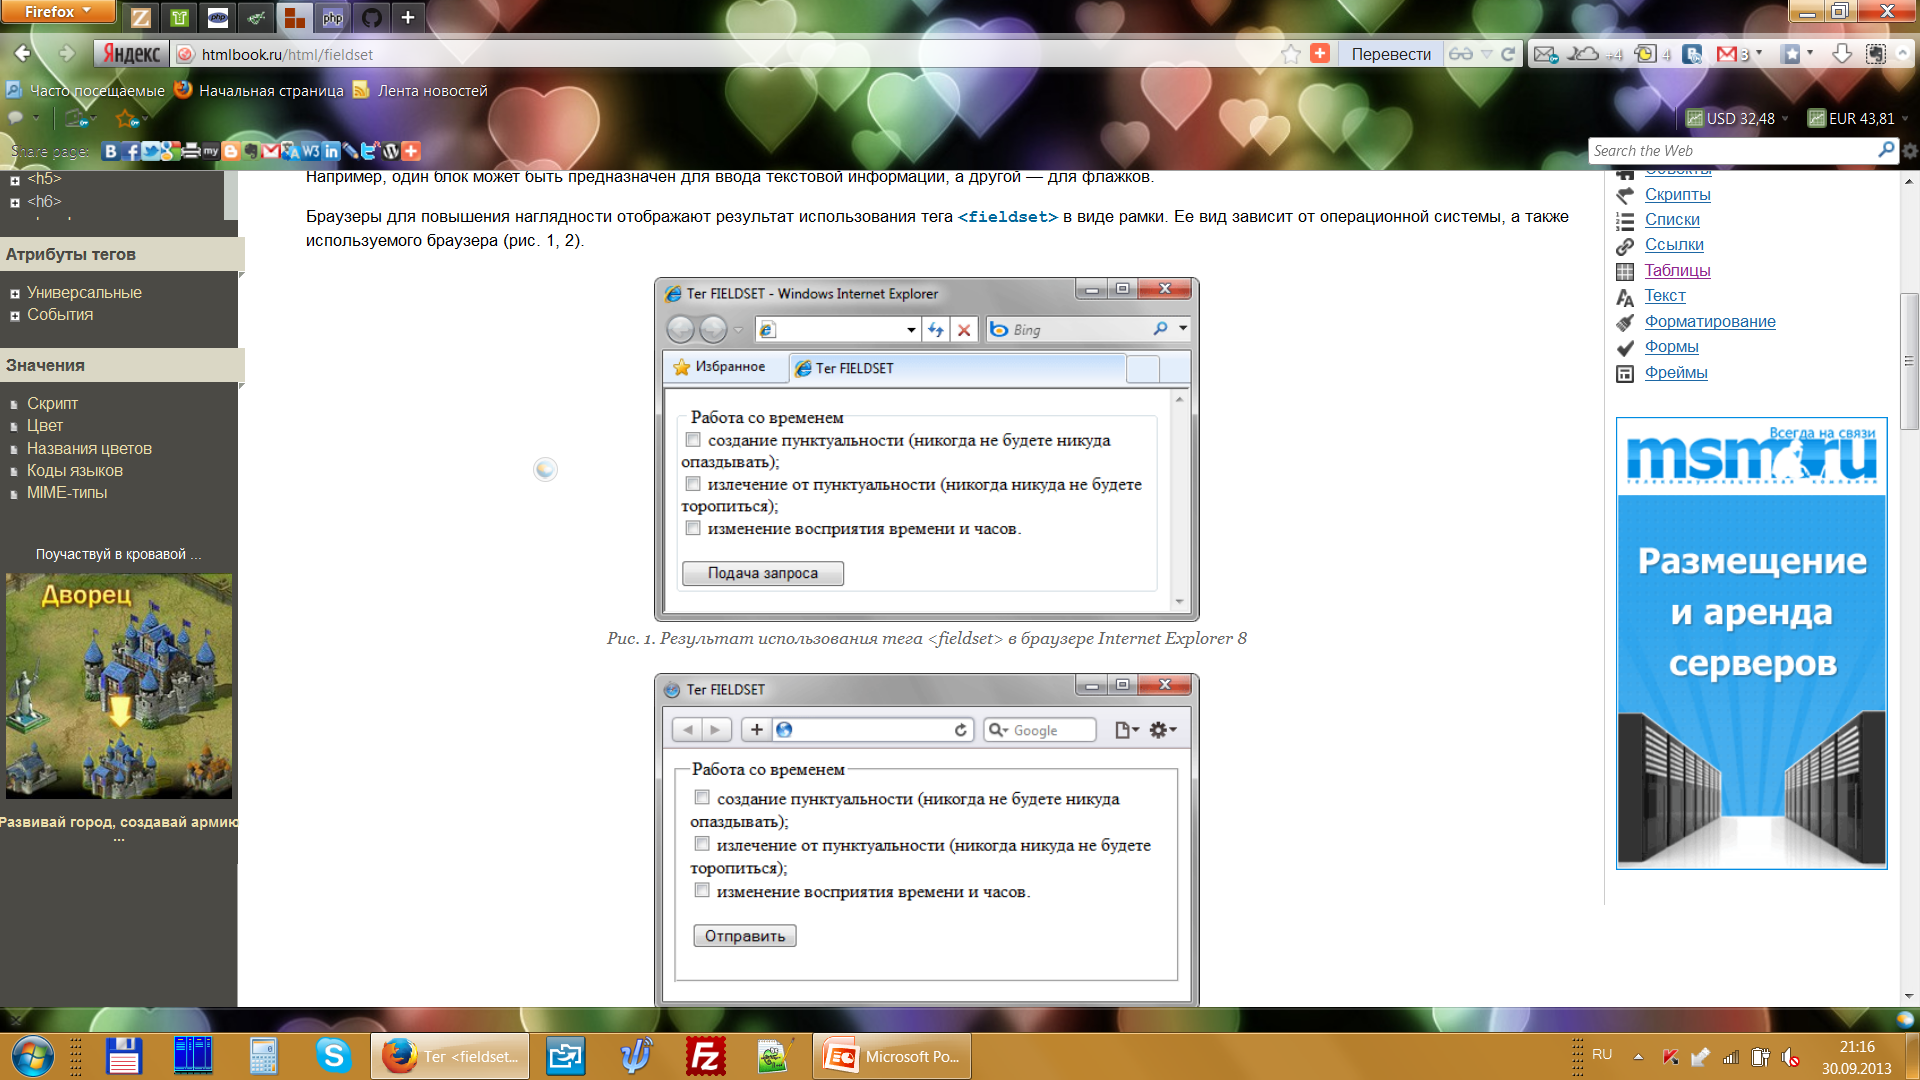 Firefox
Яндекс
htmlbook.ru/html/fieldset
Перевести
+4
4
3
Часто посещаемые
Начальная страница
Лента новостей
USD 32,48
EUR 43,81
Share page:
Search the Web
<h5>
<h6>
Атрибуты тегов
Универсальные
События
Значения
Скрипт
Цвет
Названия цветов
Коды языков
MIME-типы
Поучаствуй в кровавой ...
Дворец
Развивай город, создавай армию
...
Например, один блок может быть предназначен для ввода текстовой информации, а другой — для флажков.
Браузеры для повышения наглядности отображают результат использования тега <fieldset> в виде рамки. Ее вид зависит от операционной системы, а также
используемого браузера (рис. 1, 2).
Тег FIELDSET - Windows Internet Explorer
Bing
Избранное
Тег FIELDSET
Работа со временем
создание пунктуальности (никогда не будете никуда
опаздывать);
излечение от пунктуальности (никогда никуда не будете
торопиться);
изменение восприятия времени и часов.
Подача запроса
Рис. 1. Результат использования тега <fieldset> в браузере Internet Explorer 8
Тег FIELDSET
Google
Работа со временем
создание пунктуальности (никогда не будете никуда
опаздывать);
излечение от пунктуальности (никогда никуда не будете
торопиться);
изменение восприятия времени и часов.
Отправить
Объекты
Скрипты
Списки
Ссылки
Таблицы
Текст
Форматирование
Формы
Фреймы
Всегда на связи
msm.ru
телекоммуникационная компания
Размещение
и аренда
серверов
Тег <fieldset...
Microsoft Po...
RU
21:16
30.09.2013